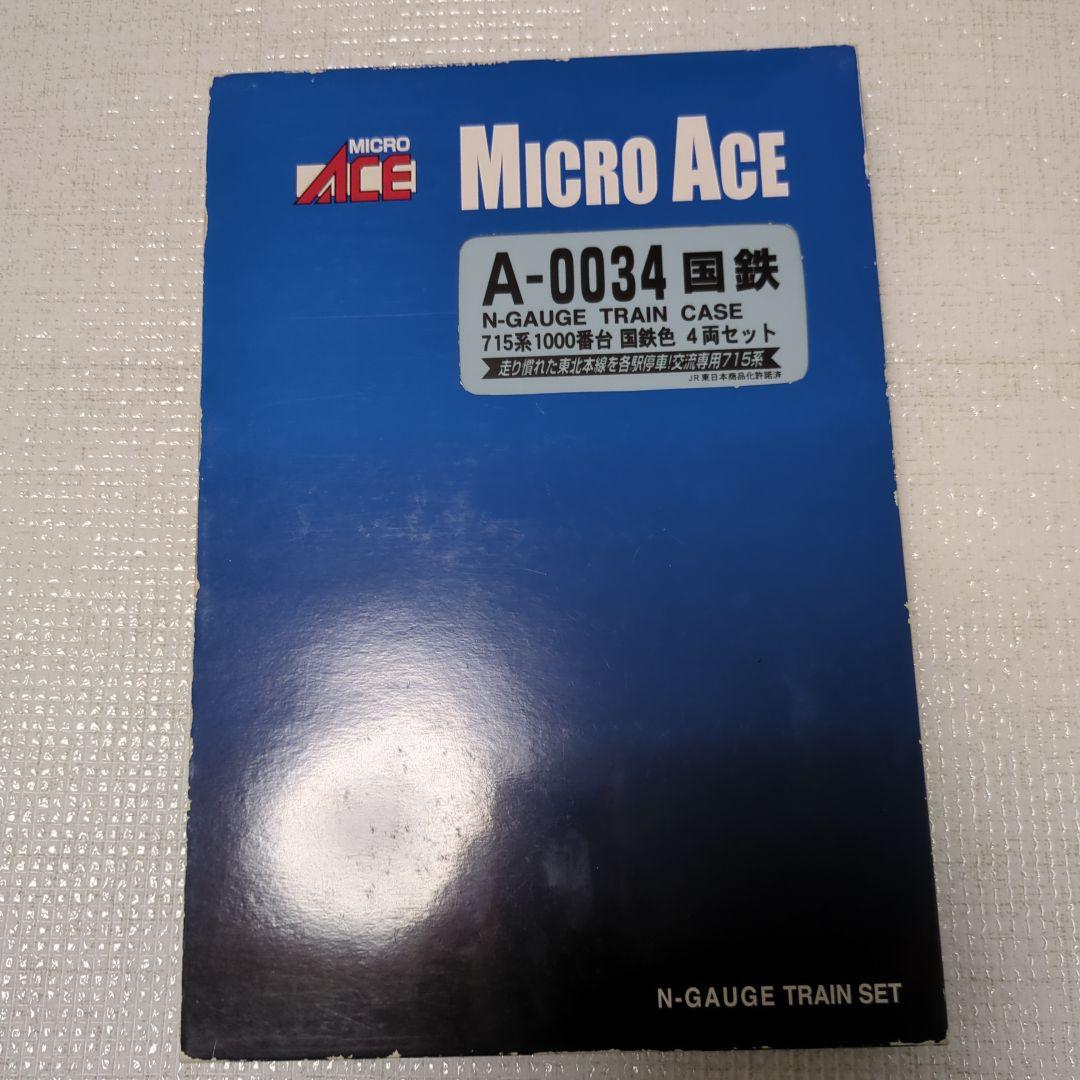 MICRO
ACE
MICRO ACE
A-0034 国鉄
N-GAUGE TRAIN CASE
715系1000番台 国鉄色 4両セット
走り慣れた東北本線を各駅停車!交流専用715系
JR東日本商品化許諾済
N-GAUGE TRAIN SET